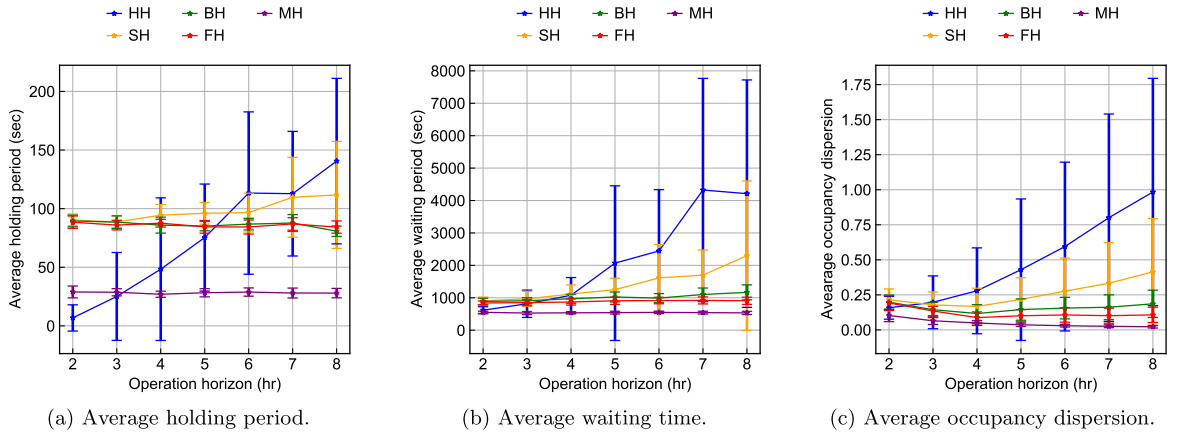 HH BH MH
SH FH
Average holding period (sec)
200
150
100
50
0
2 3 4 5 6 7 8
Operation horizon (hr)
(a) Average holding period.
HH BH MH
SH FH
Average waiting period (sec)
8000
7000
6000
5000
4000
3000
2000
1000
0
2 3 4 5 6 7 8
Operation horizon (hr)
(b) Average waiting time.
HH BH MH
SH FH
Avearage occupancy dispersion
1.75
1.50
1.25
1.00
0.75
0.50
0.25
0.00
2 3 4 5 6 7 8
Operation horizon (hr)
(c) Average occupancy dispersion.